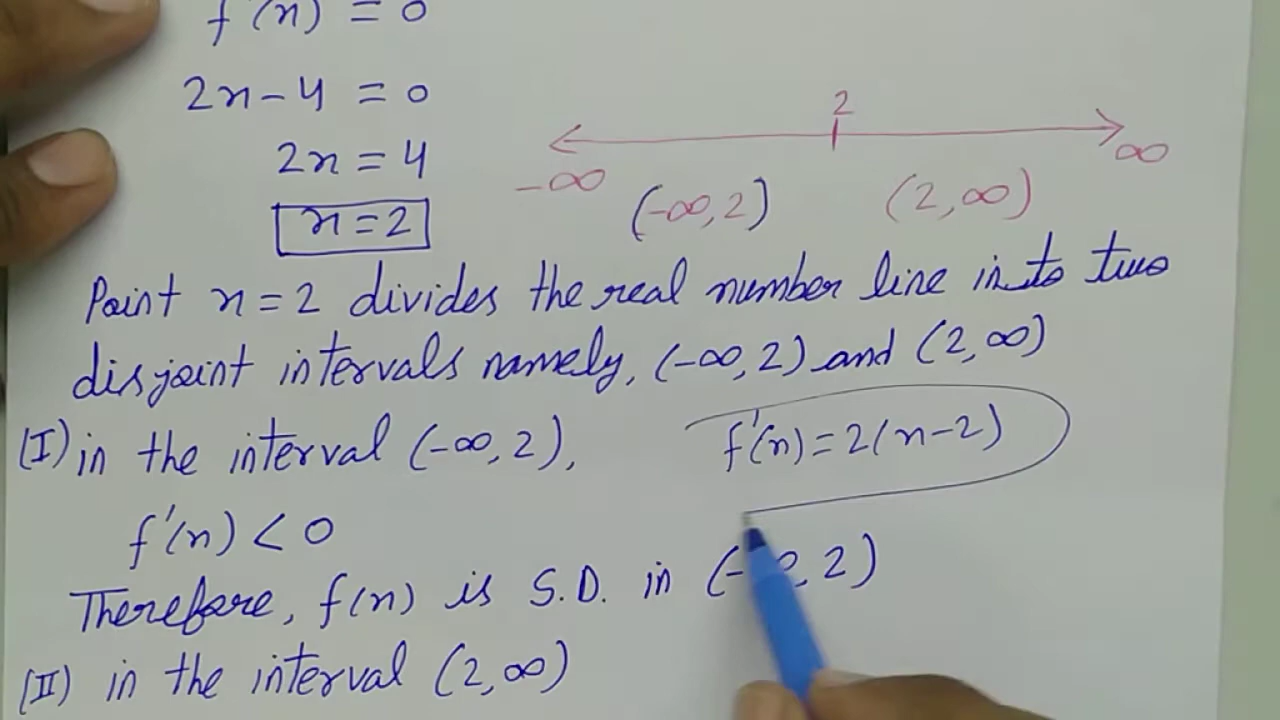 f'(x) = 0
2x - 4 = 0
2x = 4
x = 2
2
-∞ ∞
(-∞, 2) (2, ∞)
Point x = 2 divides the real number line in to two
disjoint intervals namely, (-∞, 2) and (2, ∞)
(I) in the interval (-∞, 2), f'(x) = 2(x-2)
f'(x) < 0
Therefore, f(x) is S.D. in (-∞, 2)
(II) in the interval (2, ∞)